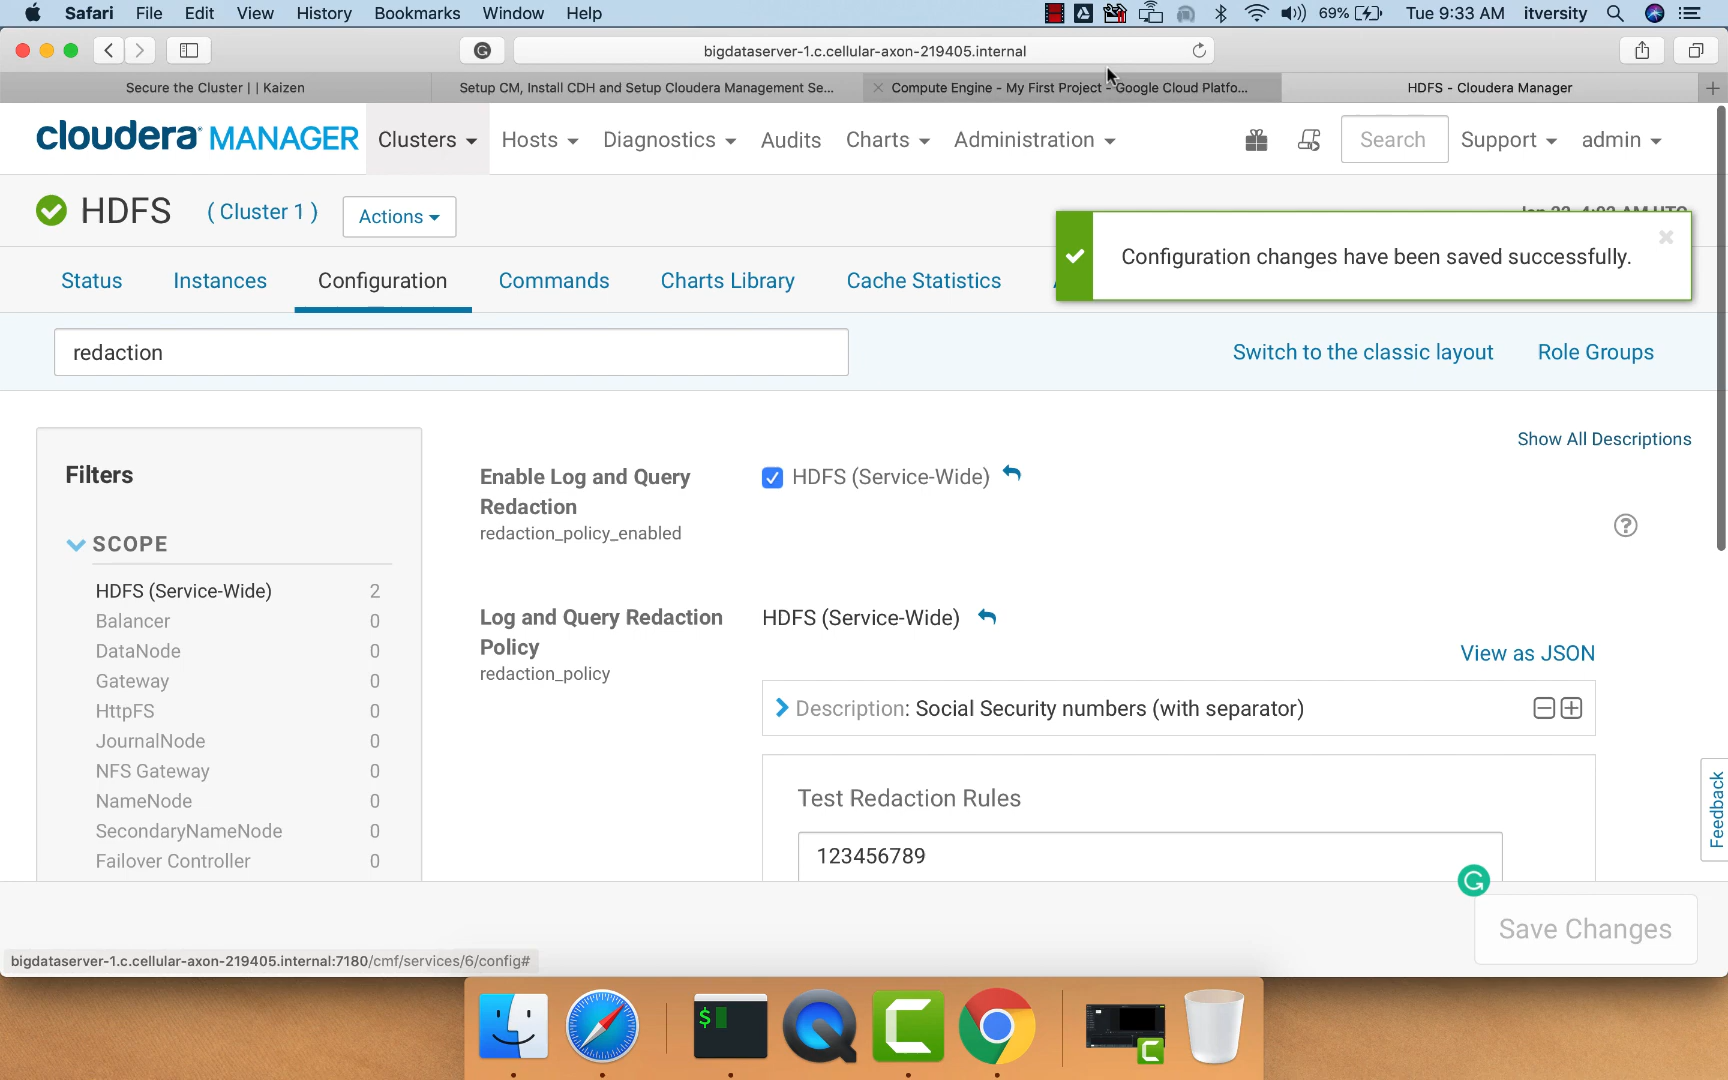 Safari File Edit View History Bookmarks Window Help 69% Tue 9:33 AM itversity
bigdataserver-1.c.cellular-axon-219405.internal
Secure the Cluster | | Kaizen
Setup CM, Install CDH and Setup Cloudera Management Se...
Compute Engine - My First Project - Google Cloud Platfo...
HDFS - Cloudera Manager
cloudera MANAGER Clusters Hosts Diagnostics Audits Charts Administration Search Support admin
HDFS ( Cluster 1 ) Actions
Configuration changes have been saved successfully.
Status Instances Configuration Commands Charts Library Cache Statistics
redaction
Switch to the classic layout Role Groups
Show All Descriptions
Filters
SCOPE
HDFS (Service-Wide) 2
Balancer 0
DataNode 0
Gateway 0
HttpFS 0
JournalNode 0
NFS Gateway 0
NameNode 0
SecondaryNameNode 0
Failover Controller 0
Enable Log and Query
Redaction
redaction_policy_enabled
HDFS (Service-Wide)
Log and Query Redaction
Policy
redaction_policy
HDFS (Service-Wide)
View as JSON
Description: Social Security numbers (with separator)
Test Redaction Rules
123456789
Feedback
Save Changes
bigdataserver-1.c.cellular-axon-219405.internal:7180/cmf/services/6/config#